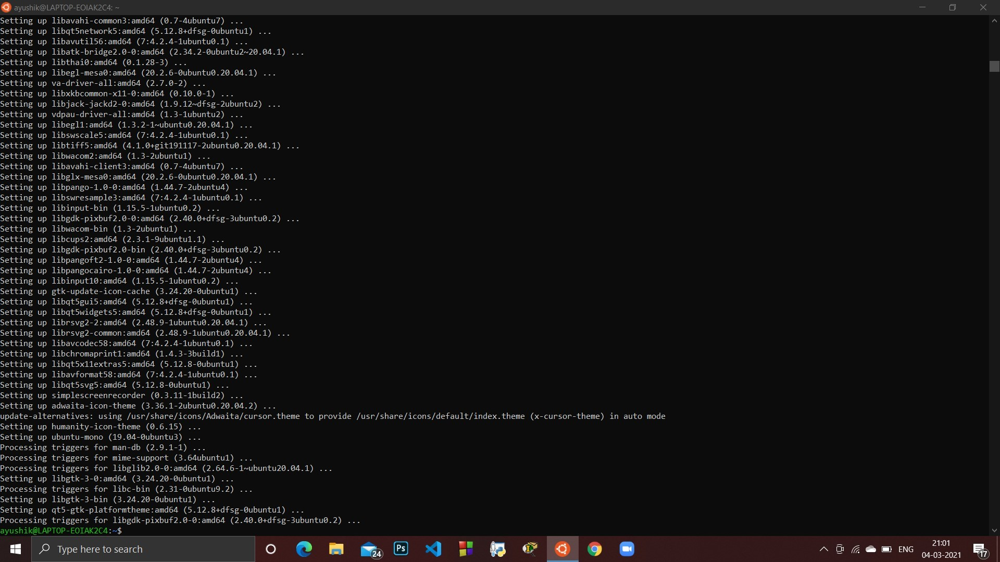 ayushik@LAPTOP-EOIAK2C4: ~
Setting up libavahi-common3:amd64 (0.7-4ubuntu7) ...
Setting up libqt5network5:amd64 (5.12.8+dfsg-0ubuntu1) ...
Setting up libavutil56:amd64 (7:4.2.4-1ubuntu0.1) ...
Setting up libatk-bridge2.0-0:amd64 (2.34.2-0ubuntu2~20.04.1) ...
Setting up libthai0:amd64 (0.1.28-3) ...
Setting up libegl-mesa0:amd64 (20.2.6-0ubuntu0.20.04.1) ...
Setting up va-driver-all:amd64 (2.7.0-2) ...
Setting up libxkbcommon-x11-0:amd64 (0.10.0-1) ...
Setting up libjack-jackd2-0:amd64 (1.9.12~dfsg-2ubuntu2) ...
Setting up vdpau-driver-all:amd64 (1.3-1ubuntu2) ...
Setting up libegl1:amd64 (1.3.2-1~ubuntu0.20.04.1) ...
Setting up libswscale5:amd64 (7:4.2.4-1ubuntu0.1) ...
Setting up libtiff5:amd64 (4.1.0+git191117-2ubuntu0.20.04.1) ...
Setting up libwacom2:amd64 (1.3-2ubuntu1) ...
Setting up libavahi-client3:amd64 (0.7-4ubuntu7) ...
Setting up libglx-mesa0:amd64 (20.2.6-0ubuntu0.20.04.1) ...
Setting up libpango-1.0-0:amd64 (1.44.7-2ubuntu4) ...
Setting up libswresample3:amd64 (7:4.2.4-1ubuntu0.1) ...
Setting up libinput-bin (1.15.5-1ubuntu0.2) ...
Setting up libgdk-pixbuf2.0-0:amd64 (2.40.0+dfsg-3ubuntu0.2) ...
Setting up libwacom-bin (1.3-2ubuntu1) ...
Setting up libcups2:amd64 (2.3.1-9ubuntu1.1) ...
Setting up libgdk-pixbuf2.0-bin (2.40.0+dfsg-3ubuntu0.2) ...
Setting up libpangoft2-1.0-0:amd64 (1.44.7-2ubuntu4) ...
Setting up libpangocairo-1.0-0:amd64 (1.44.7-2ubuntu4) ...
Setting up libinput10:amd64 (1.15.5-1ubuntu0.2) ...
Setting up gtk-update-icon-cache (3.24.20-0ubuntu1) ...
Setting up libqt5gui5:amd64 (5.12.8+dfsg-0ubuntu1) ...
Setting up libqt5widgets5:amd64 (5.12.8+dfsg-0ubuntu1) ...
Setting up librsvg2-2:amd64 (2.48.9-1ubuntu0.20.04.1) ...
Setting up librsvg2-common:amd64 (2.48.9-1ubuntu0.20.04.1) ...
Setting up libavcodec58:amd64 (7:4.2.4-1ubuntu0.1) ...
Setting up libchromaprint1:amd64 (1.4.3-3build1) ...
Setting up libqt5x11extras5:amd64 (5.12.8-0ubuntu1) ...
Setting up libavformat58:amd64 (7:4.2.4-1ubuntu0.1) ...
Setting up libqt5svg5:amd64 (5.12.8-0ubuntu1) ...
Setting up simplescreenrecorder (0.3.11-1build2) ...
Setting up adwaita-icon-theme (3.36.1-2ubuntu0.20.04.2) ...
update-alternatives: using /usr/share/icons/Adwaita/cursor.theme to provide /usr/share/icons/default/index.theme (x-cursor-theme) in auto mode
Setting up humanity-icon-theme (0.6.15) ...
Setting up ubuntu-mono (19.04-0ubuntu3) ...
Processing triggers for man-db (2.9.1-1) ...
Processing triggers for mime-support (3.64ubuntu1) ...
Processing triggers for libglib2.0-0:amd64 (2.64.6-1~ubuntu20.04.1) ...
Setting up libgtk-3-0:amd64 (3.24.20-0ubuntu1) ...
Processing triggers for libc-bin (2.31-0ubuntu9.2) ...
Setting up libgtk-3-bin (3.24.20-0ubuntu1) ...
Setting up qt5-gtk-platformtheme:amd64 (5.12.8+dfsg-0ubuntu1) ...
Processing triggers for libgdk-pixbuf2.0-0:amd64 (2.40.0+dfsg-3ubuntu0.2) ...
ayushik@LAPTOP-EOIAK2C4:~$
Type here to search
24
Ps
ENG
21:01
04-03-2021
17